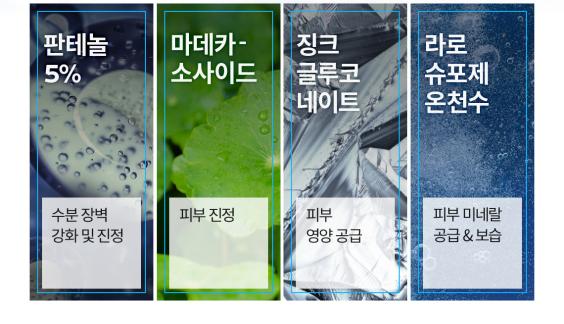 판테놀
5%
수분 장벽
강화 및 진정
마데카-
소사이드
피부 진정
징크
글루코
네이트
피부
영양 공급
라로
슈포제
온천수
피부 미네랄
공급 & 보습